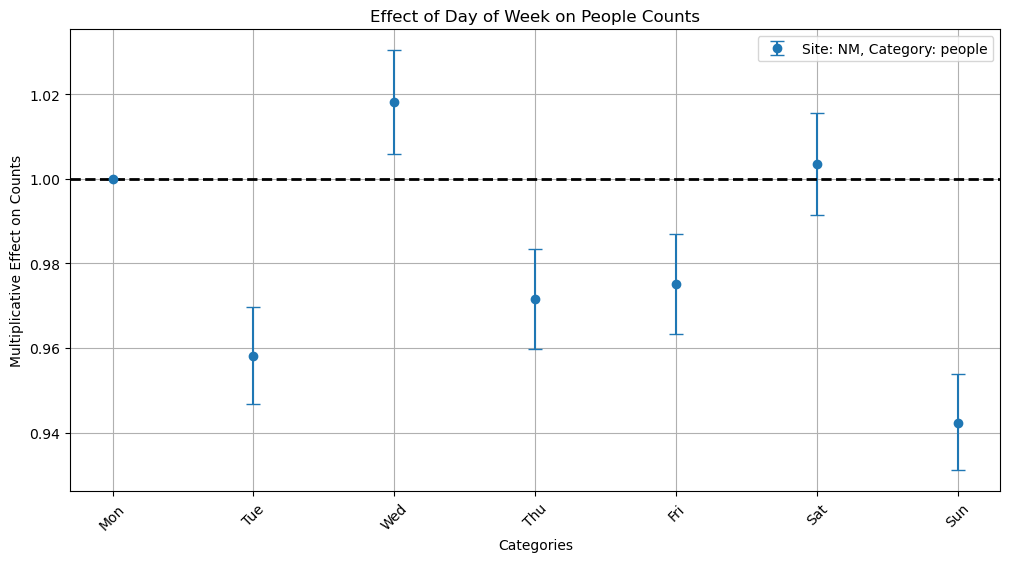 Effect of Day of Week on People Counts
Site: NM, Category: people
Multiplicative Effect on Counts
1.02
1.00
0.98
0.96
0.94
Mon
Tue
Wed
Thu
Fri
Sat
Sun
Categories